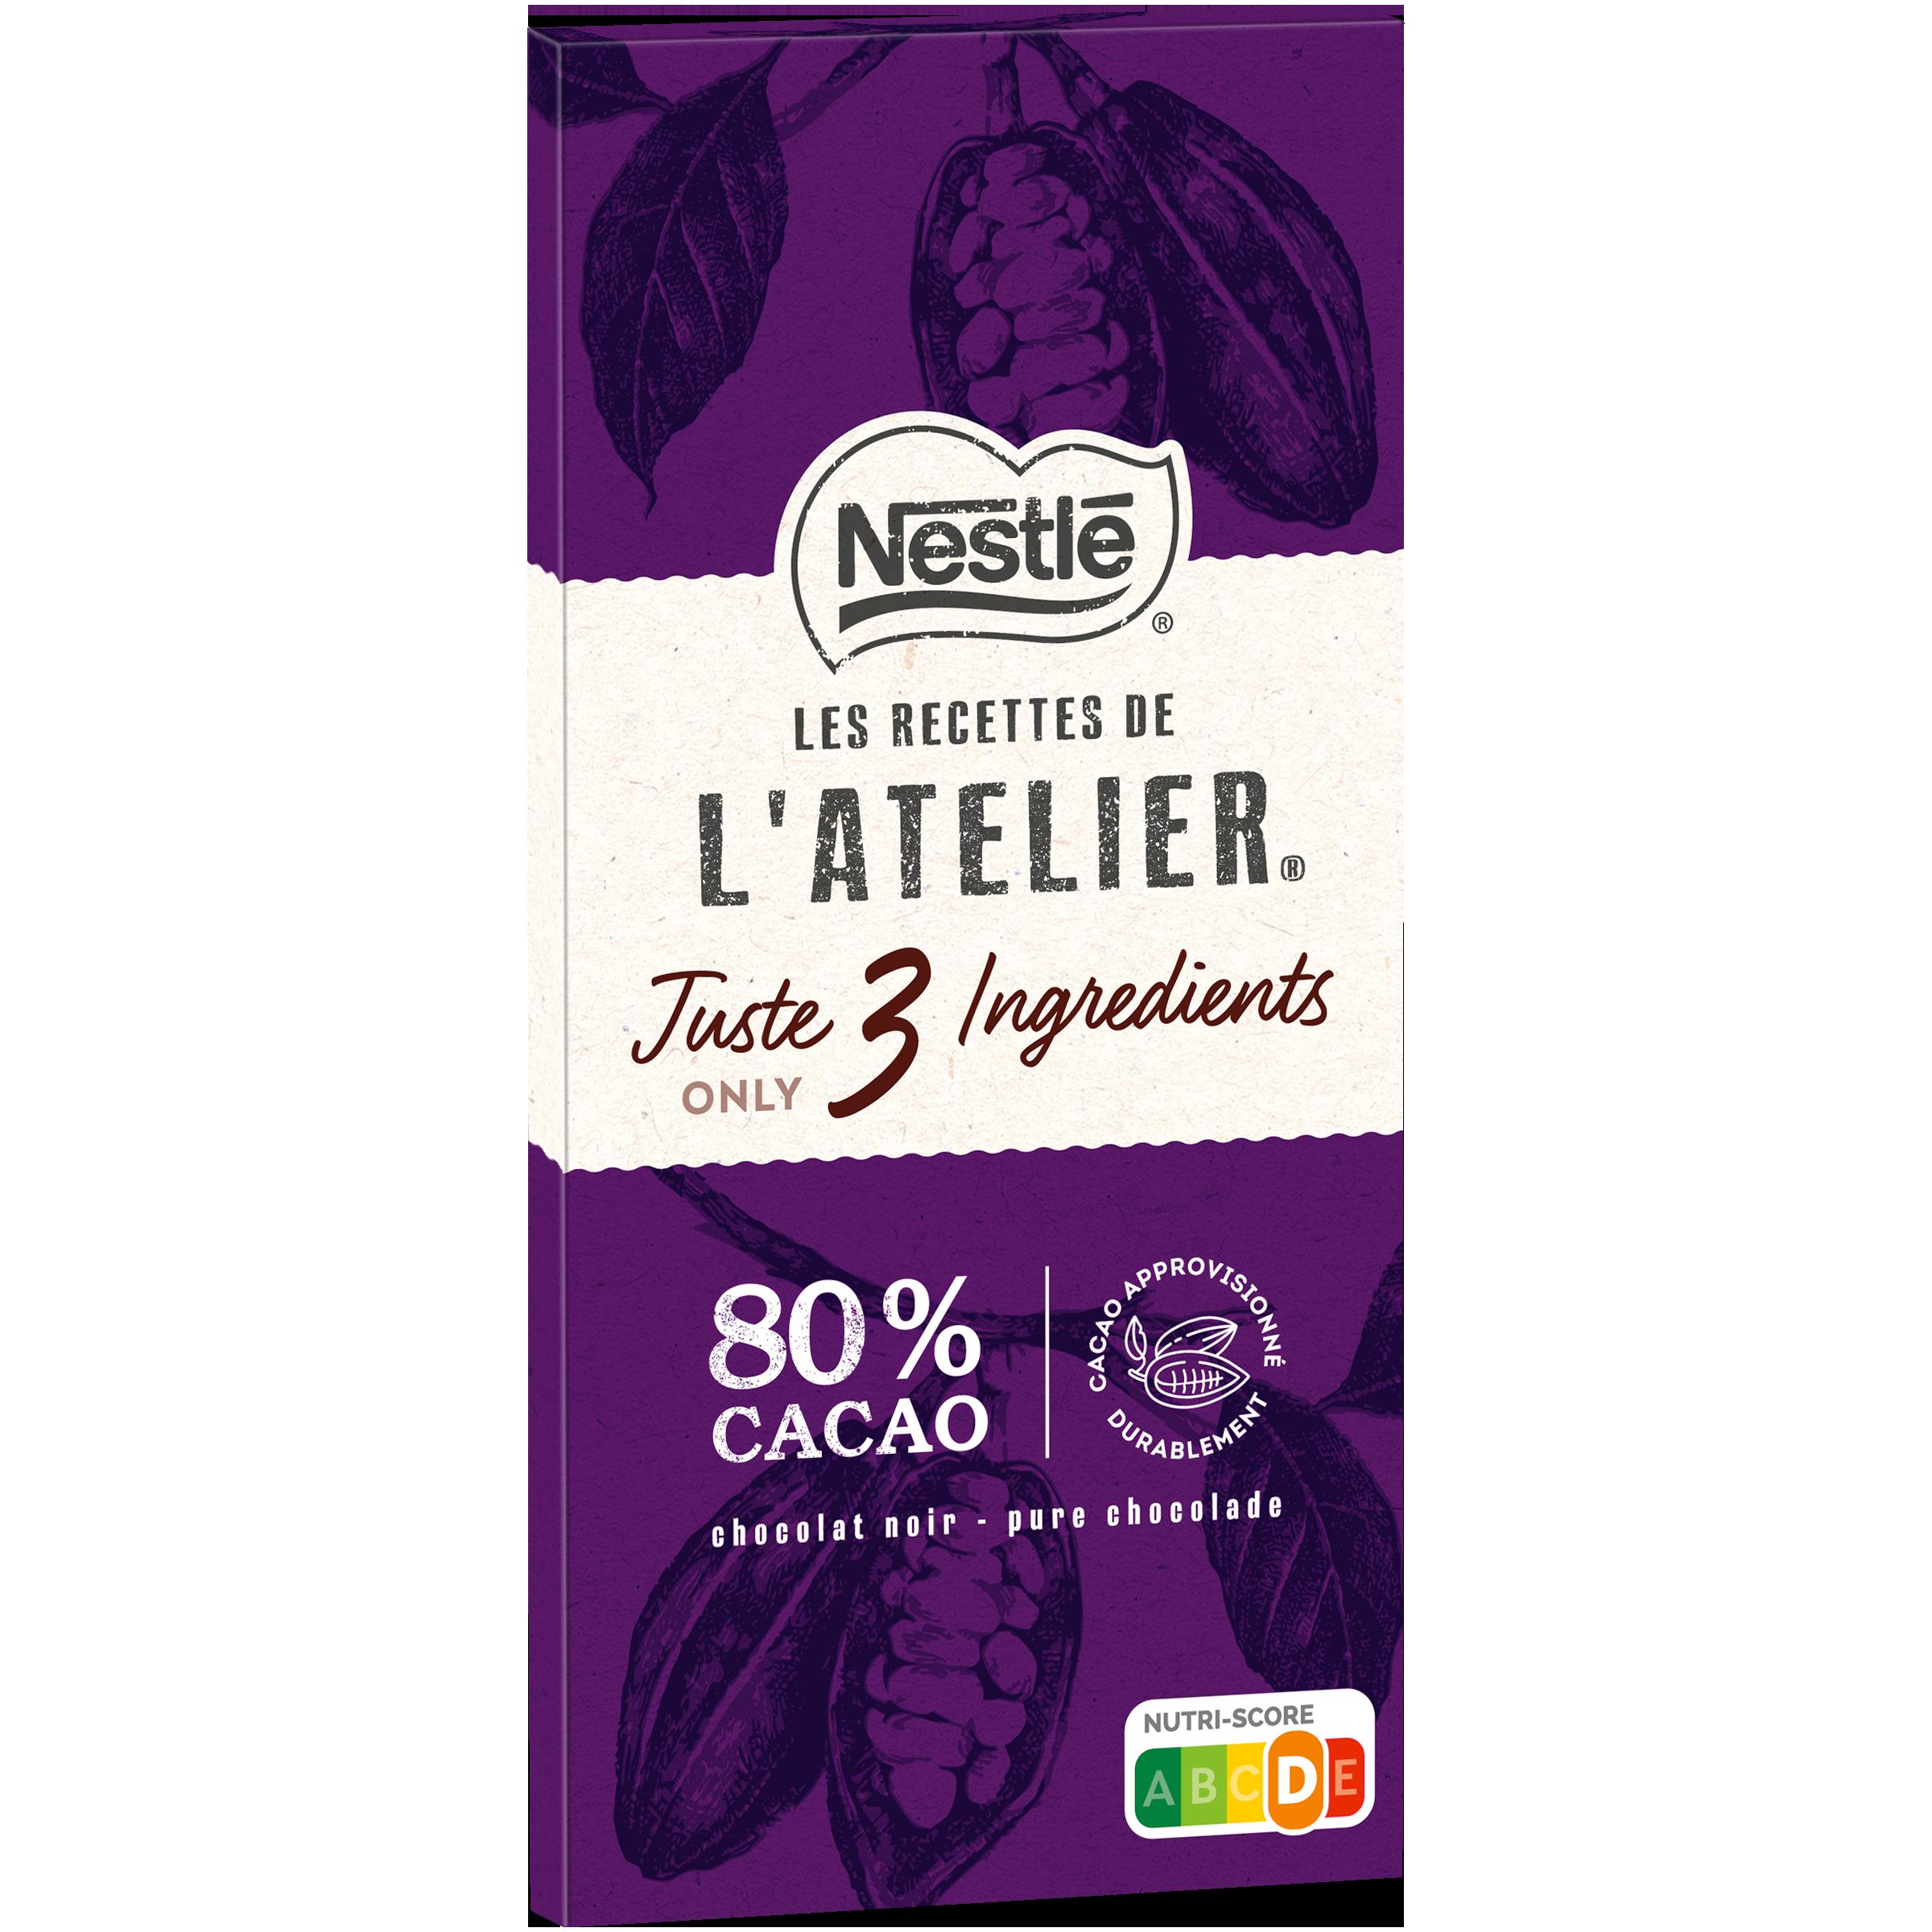 Nestlé
®
LES RECETTES DE
L'ATELIER®
Juste 3 Ingredients
ONLY
80%
CACAO
CACAO APPROVISIONNÉ
DURABLEMENT
chocolat noir - pure chocolade
NUTRI-SCORE
A B C D E